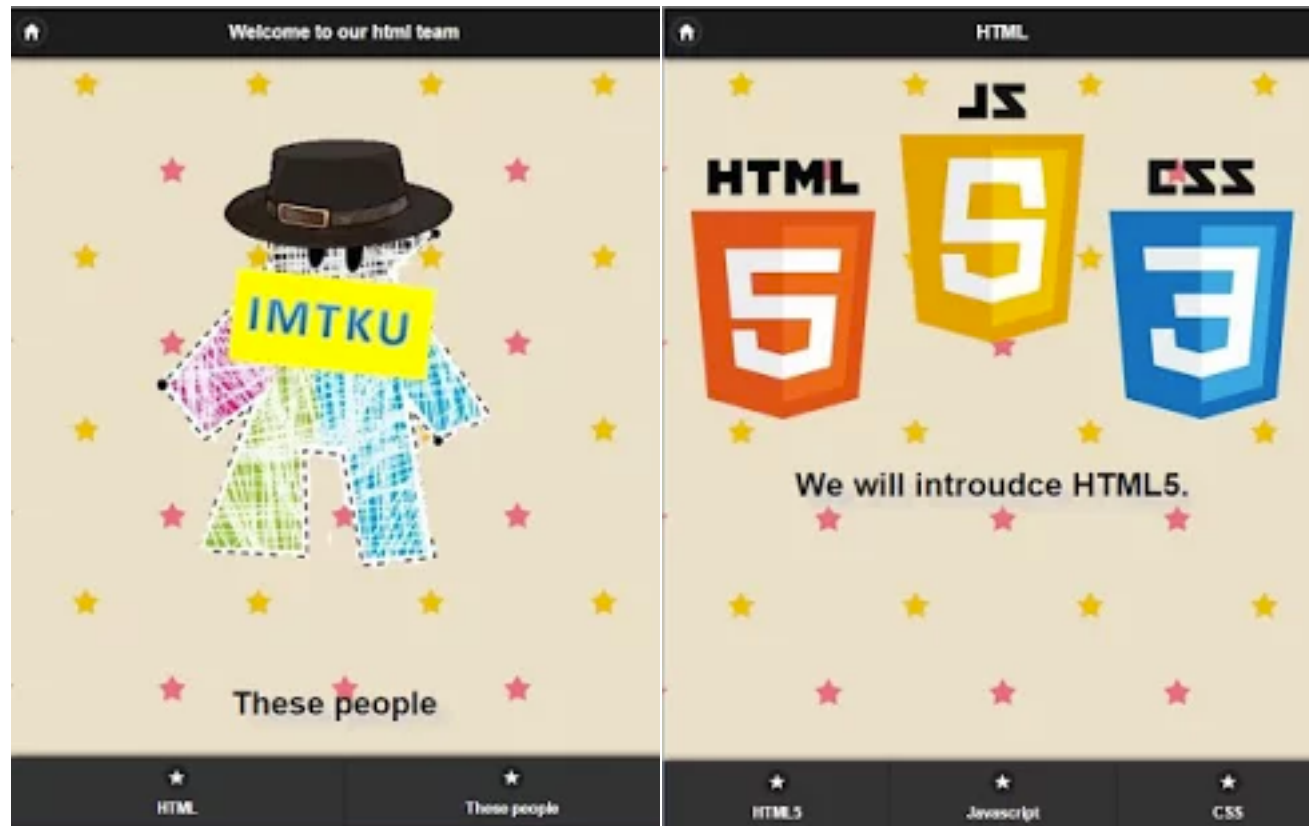 Welcome to our html team
IMTKU
These people
HTML
These people
HTML
JS
HTML
CSS
5
5
3
We will introudce HTML5.
HTML5
Javascript
CSS